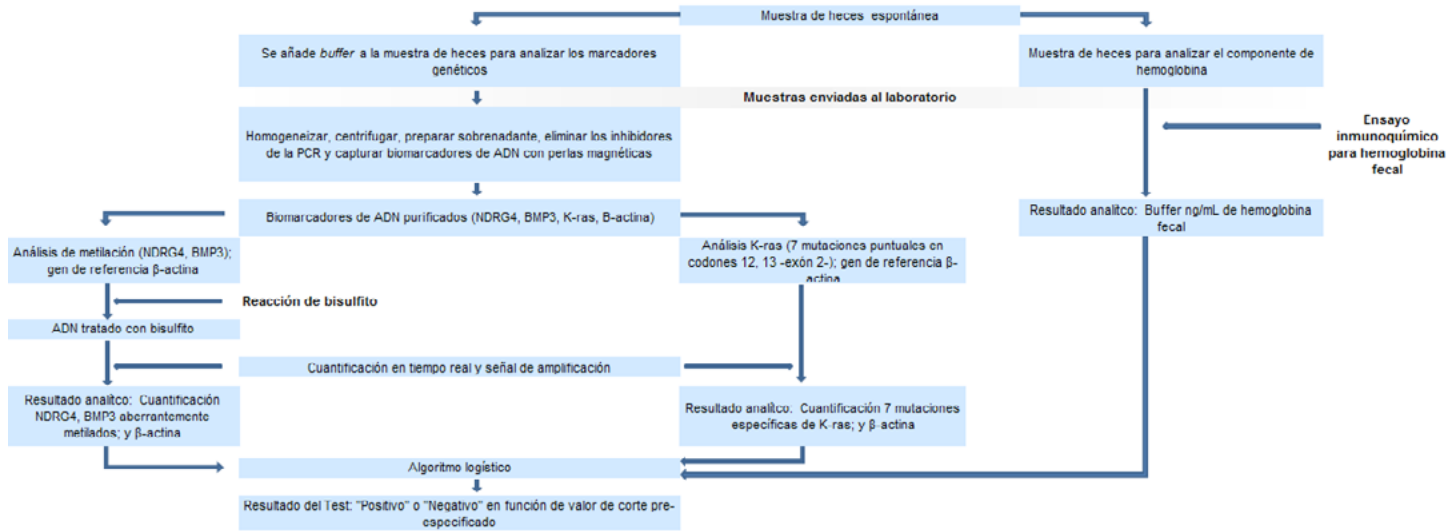 Muestra de heces espontánea
Se añade buffer a la muestra de heces para analizar los marcadores
genéticos
Muestra de heces para analizar el componente de
hemoglobina
Muestras enviadas al laboratorio
Homogeneizar, centrifugar, preparar sobrenadante, eliminar los inhibidores
de la PCR y capturar biomarcadores de ADN con perlas magnéticas
Ensayo
inmunoquímico
para hemoglobina
fecal
Biomarcadores de ADN purificados (NDRG4, BMP3, K-ras, B-actina)
Resultado analítco: Buffer ng/mL de hemoglobina
fecal
Análisis de metilación (NDRG4, BMP3);
gen de referencia β-actina
Análisis K-ras (7 mutaciones puntuales en
codones 12, 13 -exón 2-); gen de referencia β-
actina
Reacción de bisulfito
ADN tratado con bisulfito
Cuantificación en tiempo real y señal de amplificación
Resultado analítco: Cuantificación
NDRG4, BMP3 aberrantemente
metilados; y β-actina
Resultado analítco: Cuantificación 7 mutaciones
específicas de K-ras; y β-actina
Algoritmo logístico
Resultado del Test: "Positivo" o "Negativo" en función de valor de corte pre-
especificado